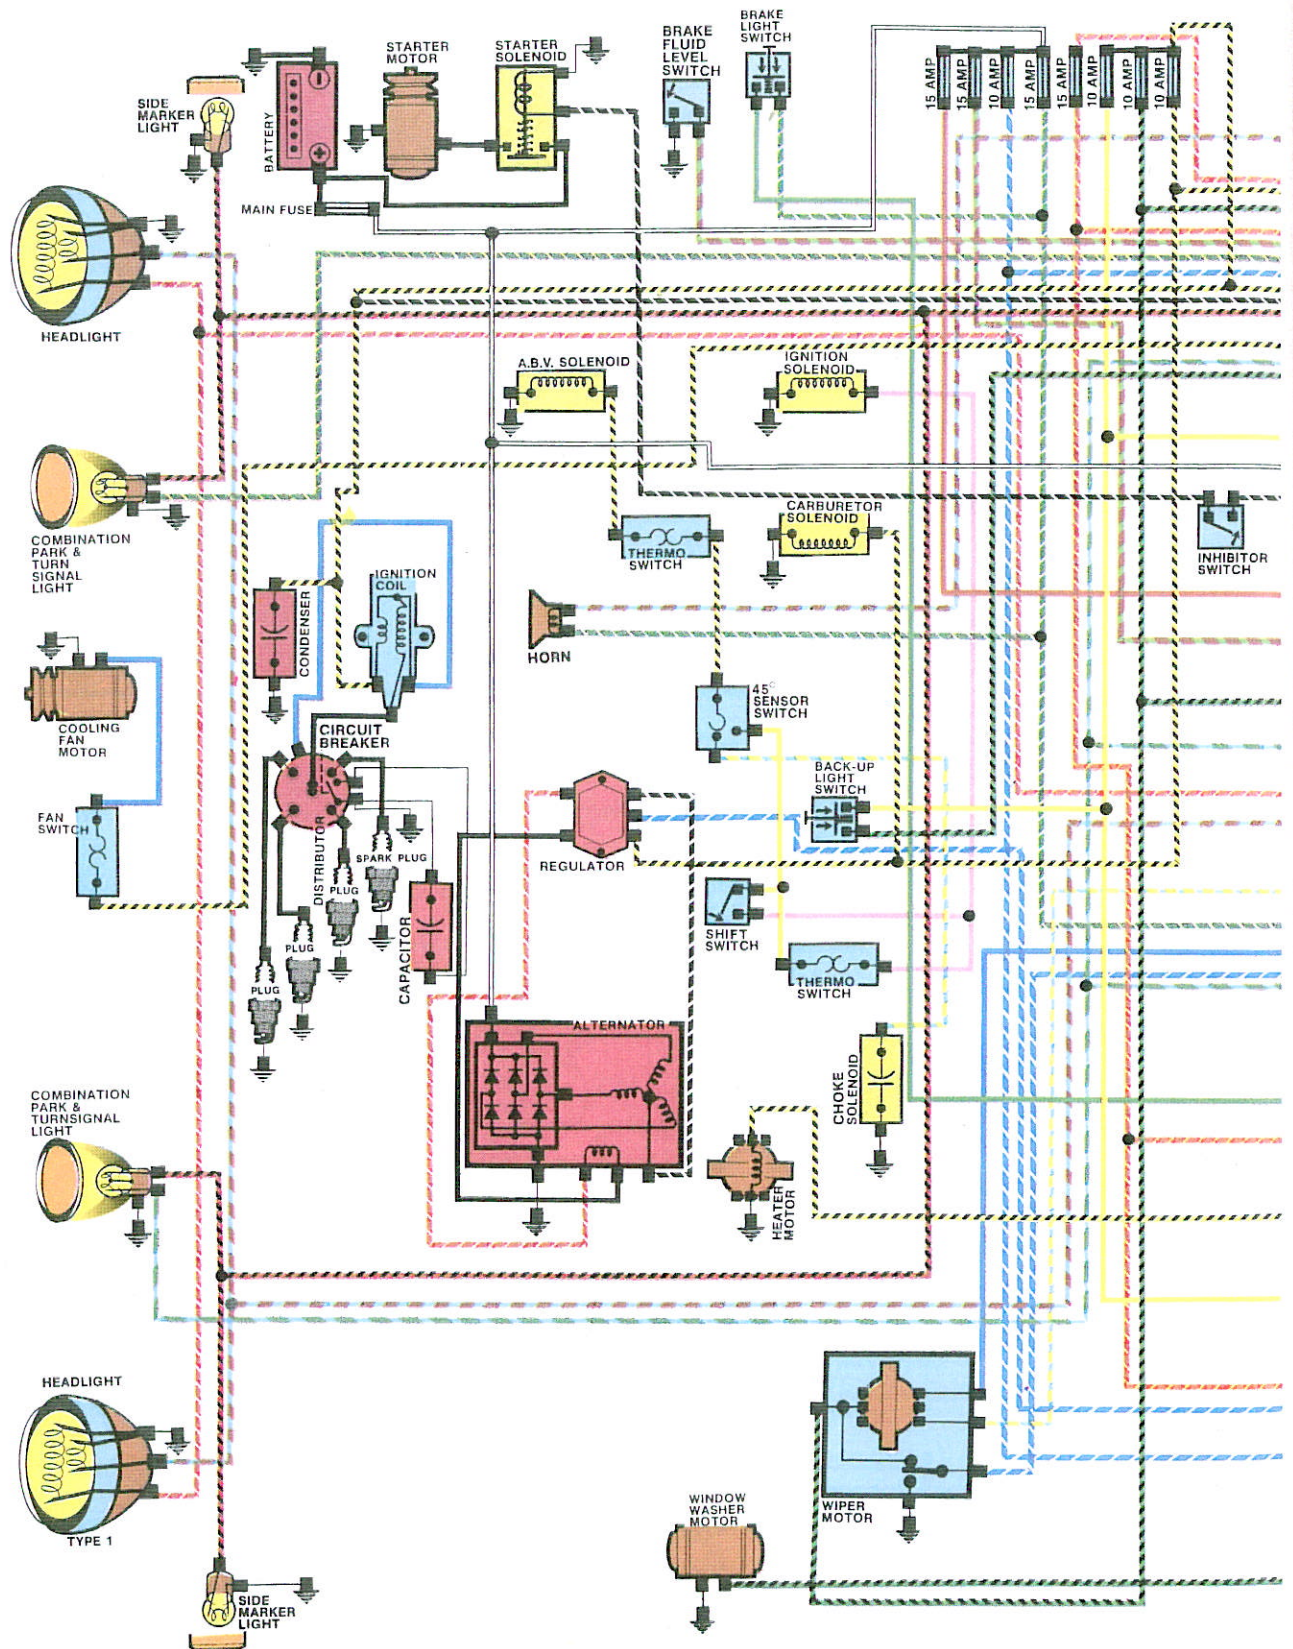 BRAKE
LIGHT
SWITCH
BRAKE
FLUID
LEVEL
SWITCH
STARTER
MOTOR
STARTER
SOLENOID
SIDE
MARKER
LIGHT
BATTERY
MAIN FUSE
15 AMP
15 AMP
10 AMP
15 AMP
15 AMP
10 AMP
10 AMP
10 AMP
HEADLIGHT
A.B.V. SOLENOID
IGNITION
SOLENOID
COMBINATION
PARK &
TURN
SIGNAL
LIGHT
CARBURETOR
SOLENOID
THERMO
SWITCH
INHIBITOR
SWITCH
IGNITION
COIL
CONDENSER
HORN
COOLING
FAN
MOTOR
45°
SENSOR
SWITCH
CIRCUIT
BREAKER
BACK-UP
LIGHT
SWITCH
FAN
SWITCH
REGULATOR
DISTRIBUTOR
SPARK PLUG
PLUG
PLUG
PLUG
CAPACITOR
SHIFT
SWITCH
THERMO
SWITCH
ALTERNATOR
CHOKE
SOLENOID
COMBINATION
PARK &
TURNSIGNAL
LIGHT
HEATER
MOTOR
HEADLIGHT
TYPE 1
WINDOW
WASHER
MOTOR
WIPER
MOTOR
SIDE
MARKER
LIGHT